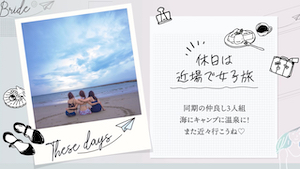 Bride
休日は
近場で女子旅
同期の仲良し3人組
海にキャンプに温泉に!
また近々行こうね♡
These days